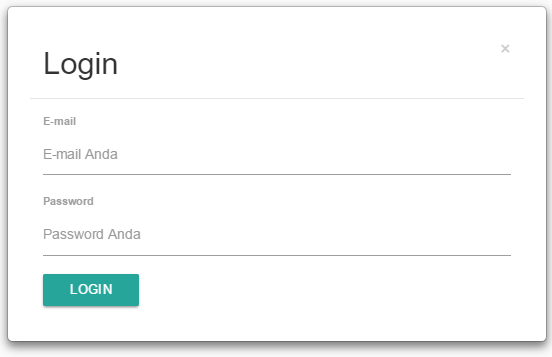 Login
×
E-mail
E-mail Anda
Password
Password Anda
LOGIN